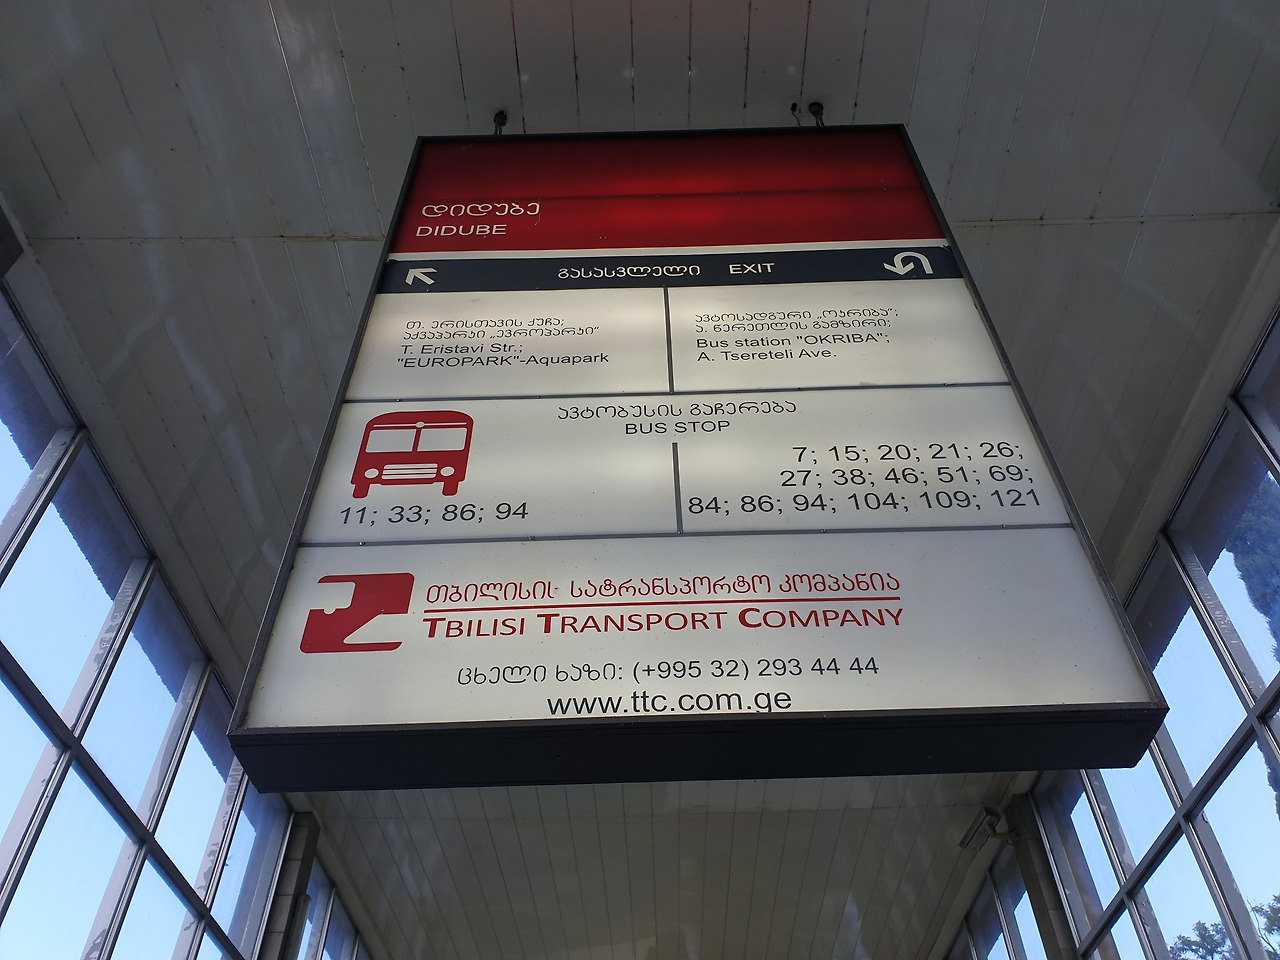 დიდუბე
DIDUBE
გასასვლელი EXIT
თ. ერისთავის ქუჩა;
აქვაპარკი „ევროპარკი“
T. Eristavi Str.;
"EUROPARK"-Aquapark
ავტოსადგური „ოკრიბა“;
ა. წერეთლის გამზირი;
Bus station "OKRIBA";
A. Tsereteli Ave.
ავტობუსის გაჩერება
BUS STOP
11; 33; 86; 94
7; 15; 20; 21; 26;
27; 38; 46; 51; 69;
84; 86; 94; 104; 109; 121
თბილისის სატრანსპორტო კომპანია
TBILISI TRANSPORT COMPANY
ცხელი ხაზი: (+995 32) 293 44 44
www.ttc.com.ge